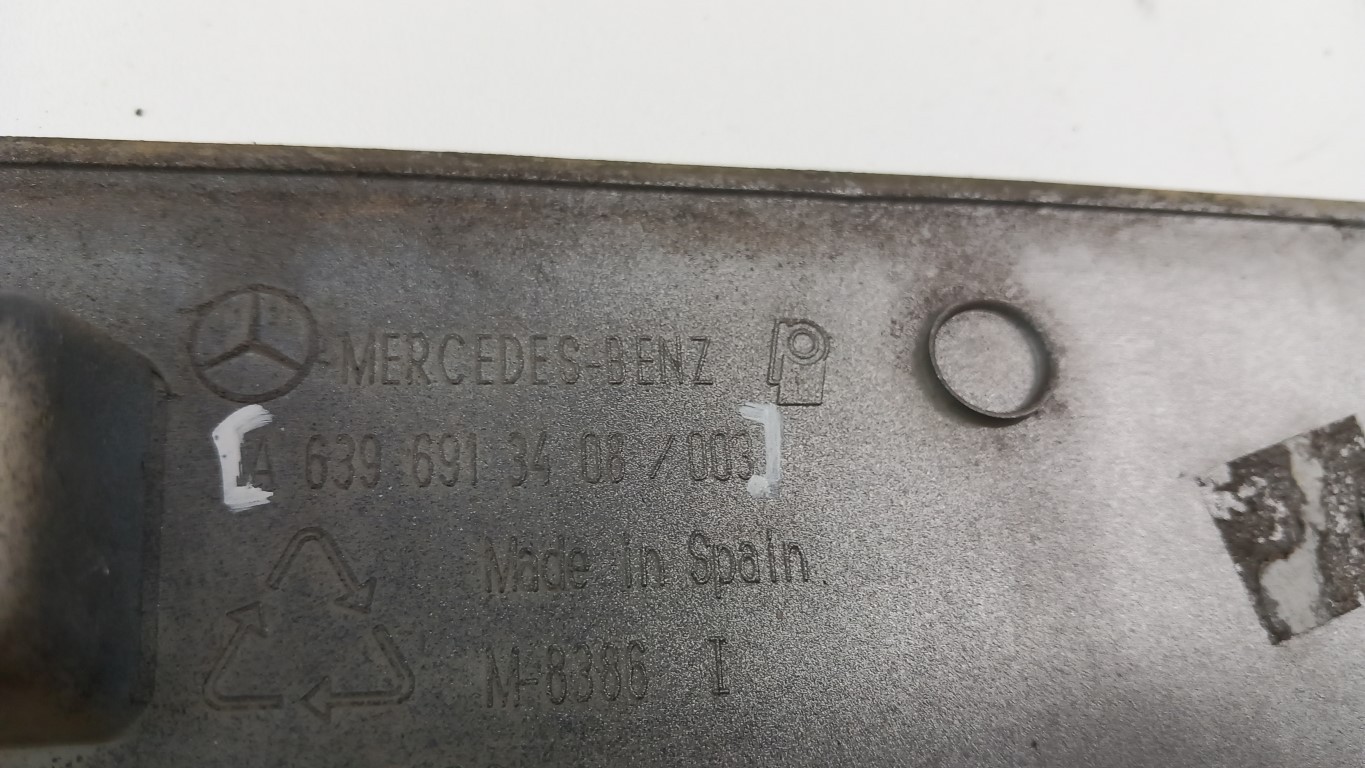 MERCEDES-BENZ
A 639 691 34 08 /003
Made in Spain
M-8386 I